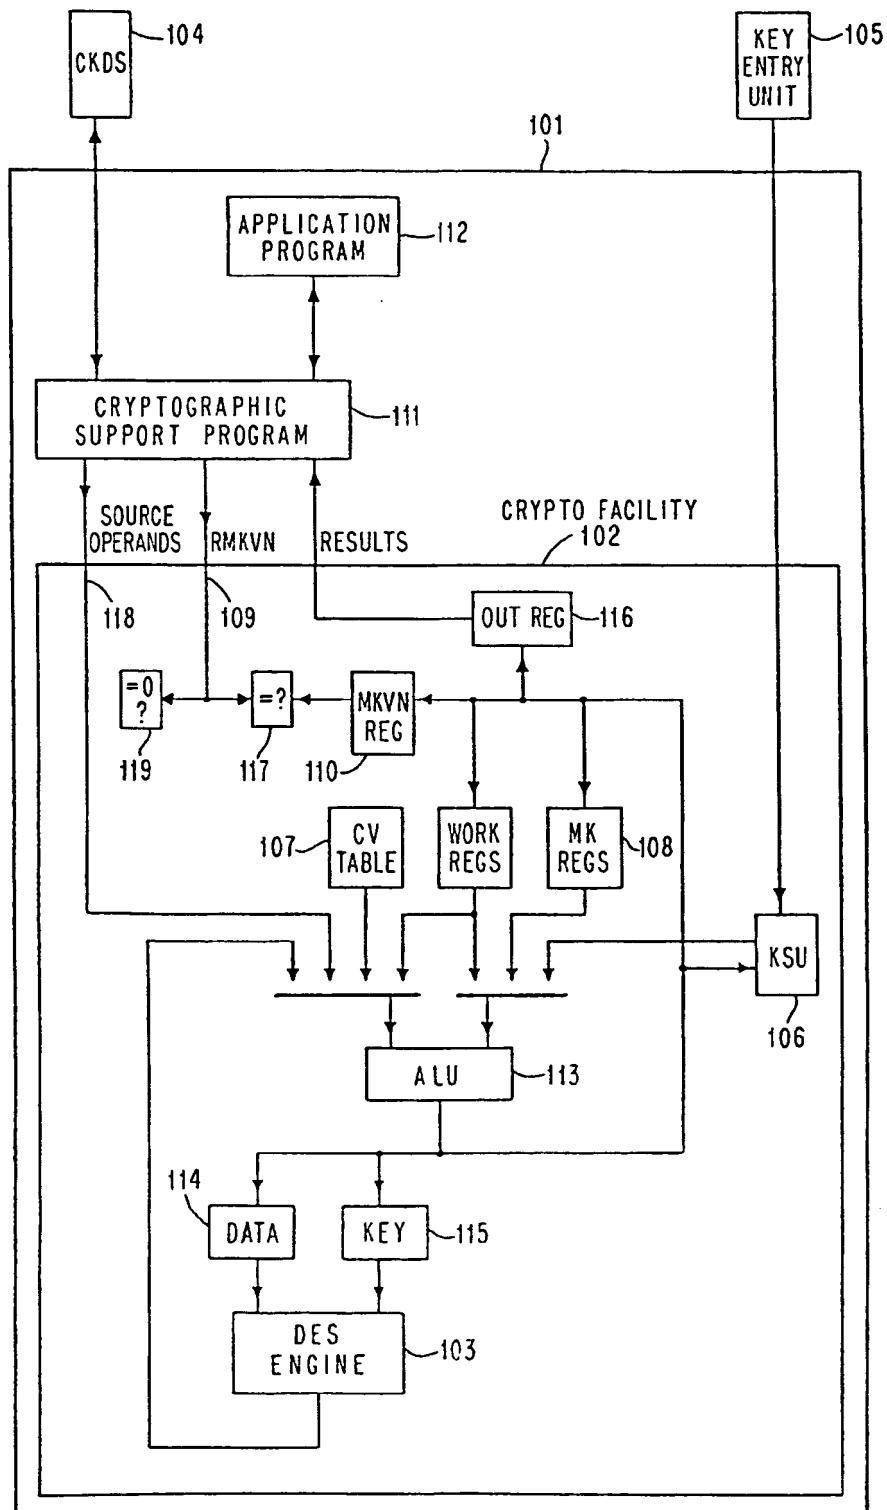 104
CKDS
KEY
ENTRY
UNIT
105
101
APPLICATION
PROGRAM
112
CRYPTOGRAPHIC
SUPPORT PROGRAM
111
SOURCE
OPERANDS
RMKVN
RESULTS
CRYPTO FACILITY
102
118
109
OUT REG
116
=0
?
119
=?
117
MKVN
REG
110
107
CV
TABLE
WORK
REGS
MK
REGS
108
KSU
106
ALU
113
114
DATA
KEY
115
DES
ENGINE
103